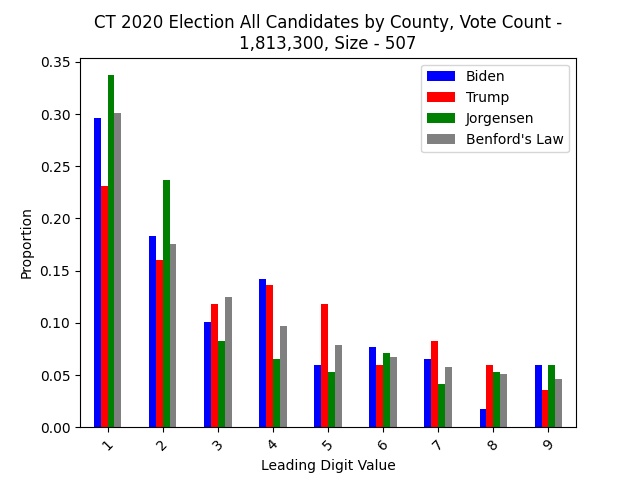 CT 2020 Election All Candidates by County, Vote Count -
1,813,300, Size - 507
Biden
Trump
Jorgensen
Benford's Law
Proportion
0.35
0.30
0.25
0.20
0.15
0.10
0.05
0.00
1 2 3 4 5 6 7 8 9
Leading Digit Value